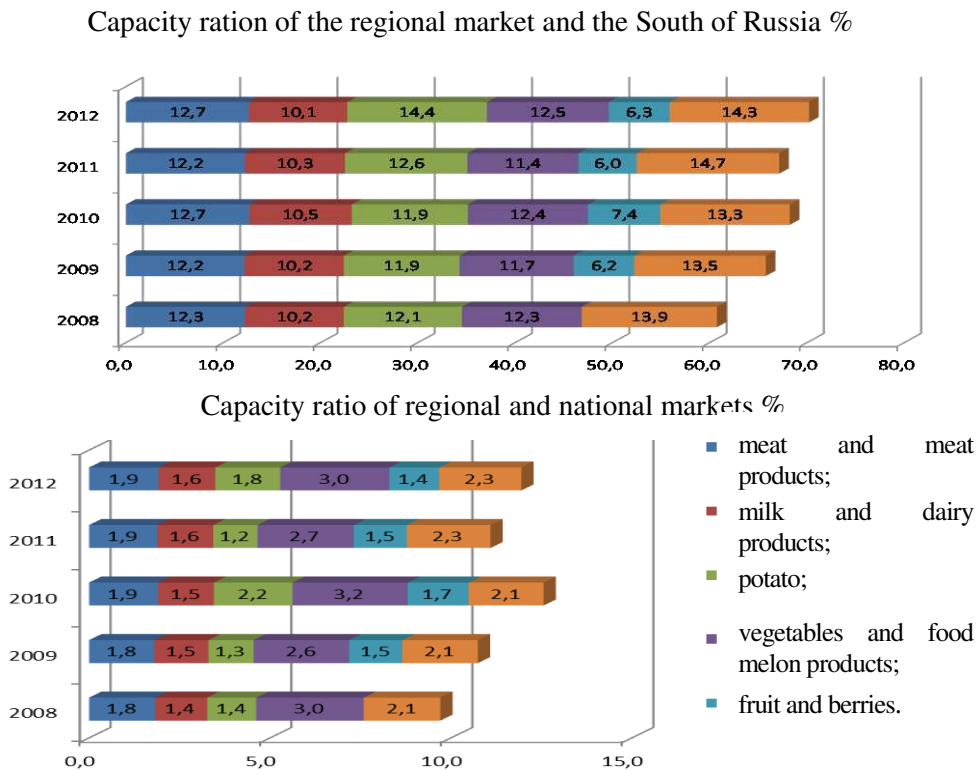 Capacity ration of the regional market and the South of Russia %
2012 12,7 10,1 14,4 12,5 6,3 14,3
2011 12,2 10,3 12,6 11,4 6,0 14,7
2010 12,7 10,5 11,9 12,4 7,4 13,3
2009 12,2 10,2 11,9 11,7 6,2 13,5
2008 12,3 10,2 12,1 12,3 13,9
0,0 10,0 20,0 30,0 40,0 50,0 60,0 70,0 80,0
Capacity ratio of regional and national markets %
2012 1,9 1,6 1,8 3,0 1,4 2,3
2011 1,9 1,6 1,2 2,7 1,5 2,3
2010 1,9 1,5 2,2 3,2 1,7 2,1
2009 1,8 1,5 1,3 2,6 1,5 2,1
2008 1,8 1,4 1,4 3,0 2,1
0,0 5,0 10,0 15,0
meat and meat
products;
milk and dairy
products;
potato;
vegetables and food
melon products;
fruit and berries.